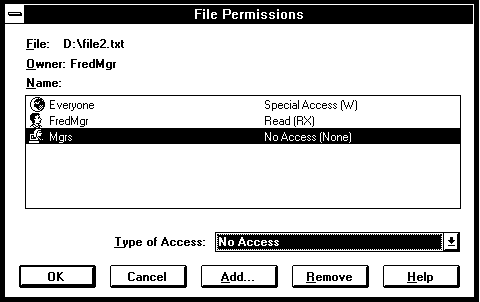 File Permissions
File: D:\file2.txt
Owner: FredMgr
Name:
Everyone Special Access (W)
FredMgr Read (RX)
Mgrs No Access (None)
Type of Access: No Access
OK Cancel Add... Remove Help